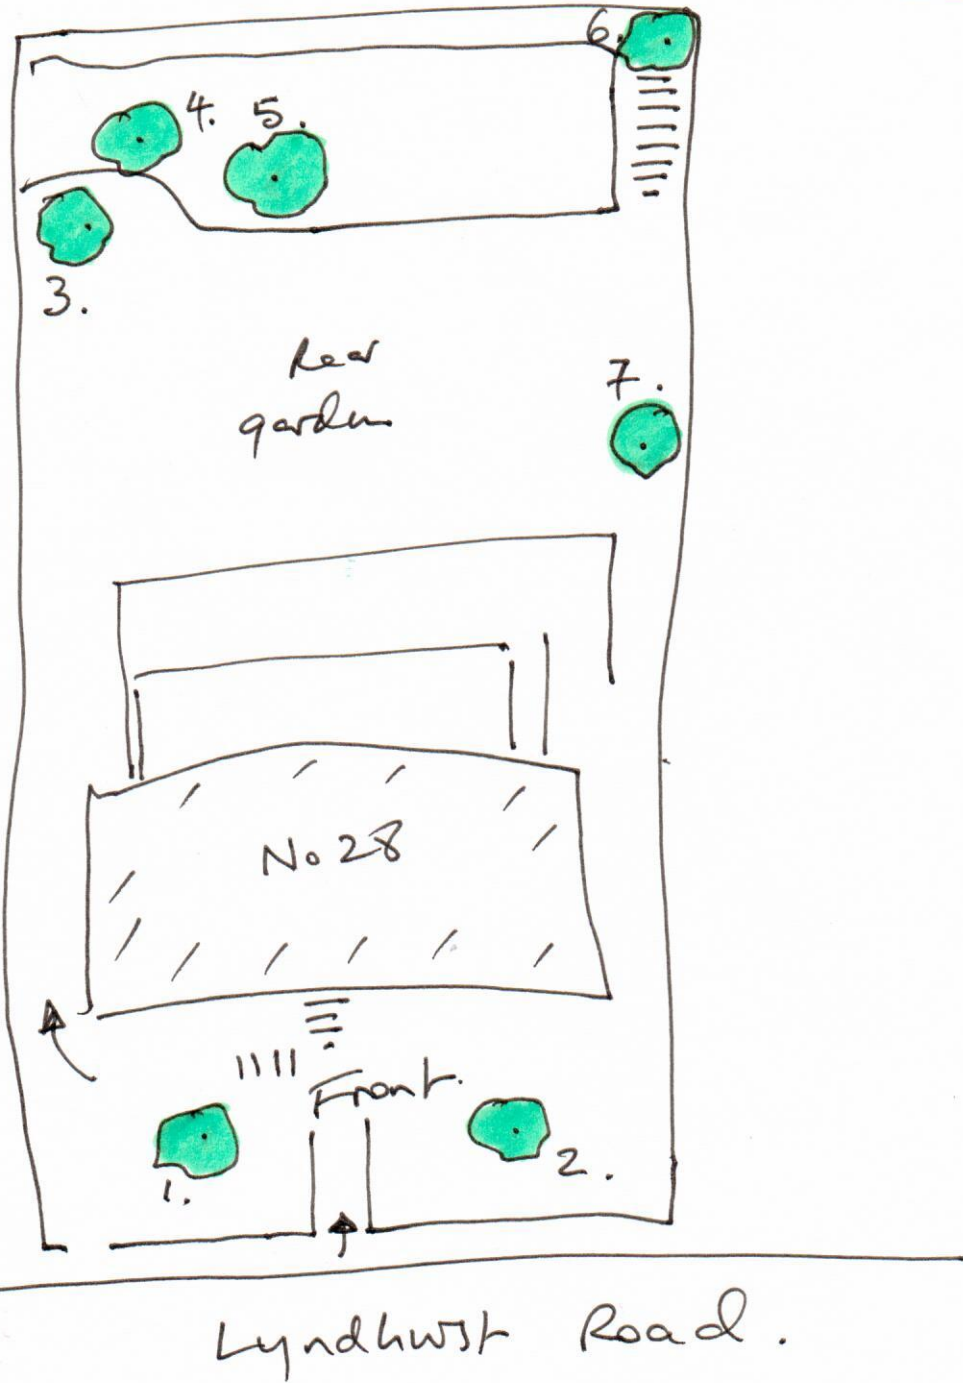 6.
4. 5.
3.
Rear
garden
7.
No 28
Front.
1.
2.
Lyndhurst Road.